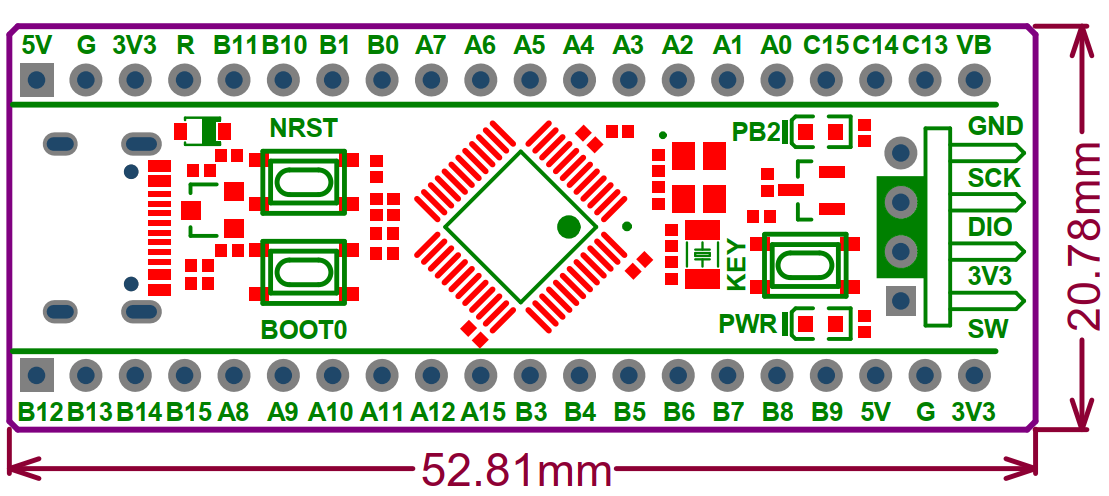 5V G 3V3 R B11 B10 B1 B0 A7 A6 A5 A4 A3 A2 A1 A0 C15 C14 C13 VB
NRST
PB2
GND
SCK
DIO
3V3
SW
KEY
BOOT0
PWR
B12 B13 B14 B15 A8 A9 A10 A11 A12 A15 B3 B4 B5 B6 B7 B8 B9 5V G 3V3
20.78mm
52.81mm